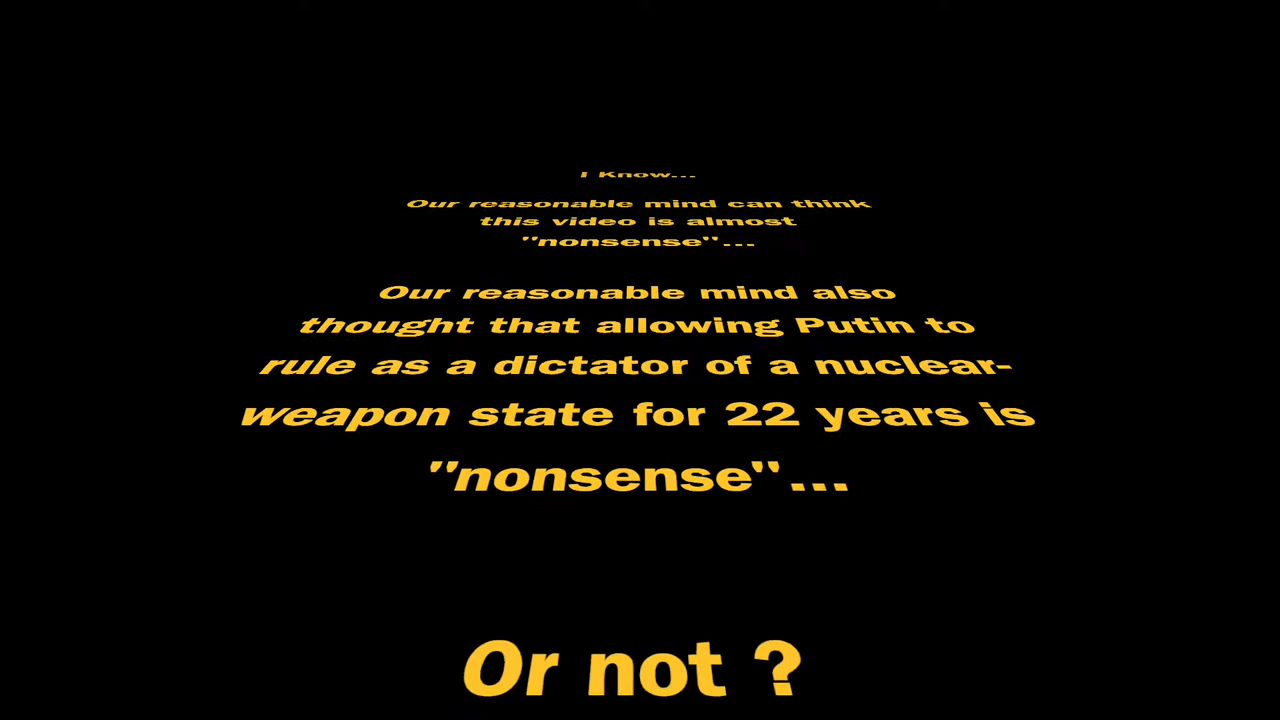 I Know...
Our reasonable mind can think
this video is almost
"nonsense"...
Our reasonable mind also
thought that allowing Putin to
rule as a dictator of a nuclear-
weapon state for 22 years is
"nonsense"...
Or not ?